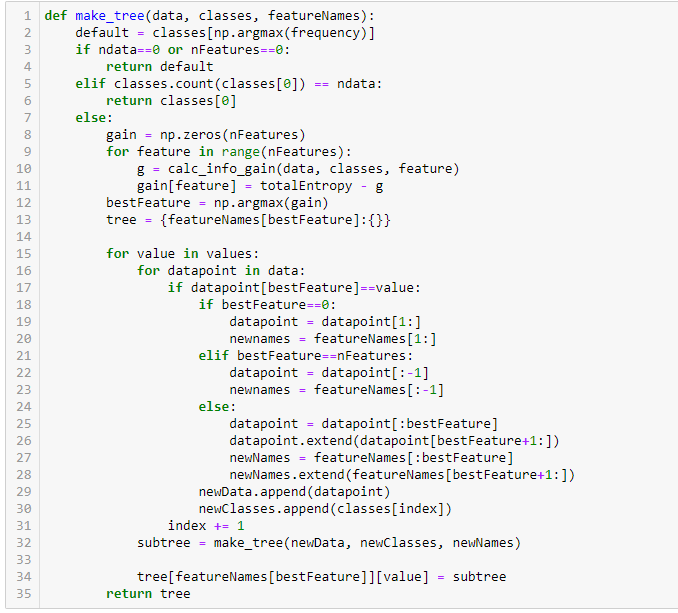 1 def make_tree(data, classes, featureNames):
2     default = classes[np.argmax(frequency)]
3     if ndata==0 or nFeatures==0:
4         return default
5     elif classes.count(classes[0]) == ndata:
6         return classes[0]
7     else:
8         gain = np.zeros(nFeatures)
9         for feature in range(nFeatures):
10             g = calc_info_gain(data, classes, feature)
11             gain[feature] = totalEntropy - g
12         bestFeature = np.argmax(gain)
13         tree = {featureNames[bestFeature]:{}}
14
15         for value in values:
16             for datapoint in data:
17                 if datapoint[bestFeature]==value:
18                     if bestFeature==0:
19                         datapoint = datapoint[1:]
20                         newnames = featureNames[1:]
21                     elif bestFeature==nFeatures:
22                         datapoint = datapoint[:-1]
23                         newnames = featureNames[:-1]
24                     else:
25                         datapoint = datapoint[:bestFeature]
26                         datapoint.extend(datapoint[bestFeature+1:])
27                         newNames = featureNames[:bestFeature]
28                         newNames.extend(featureNames[bestFeature+1:])
29                     newData.append(datapoint)
30                     newClasses.append(classes[index])
31                 index += 1
32             subtree = make_tree(newData, newClasses, newNames)
33
34             tree[featureNames[bestFeature]][value] = subtree
35         return tree